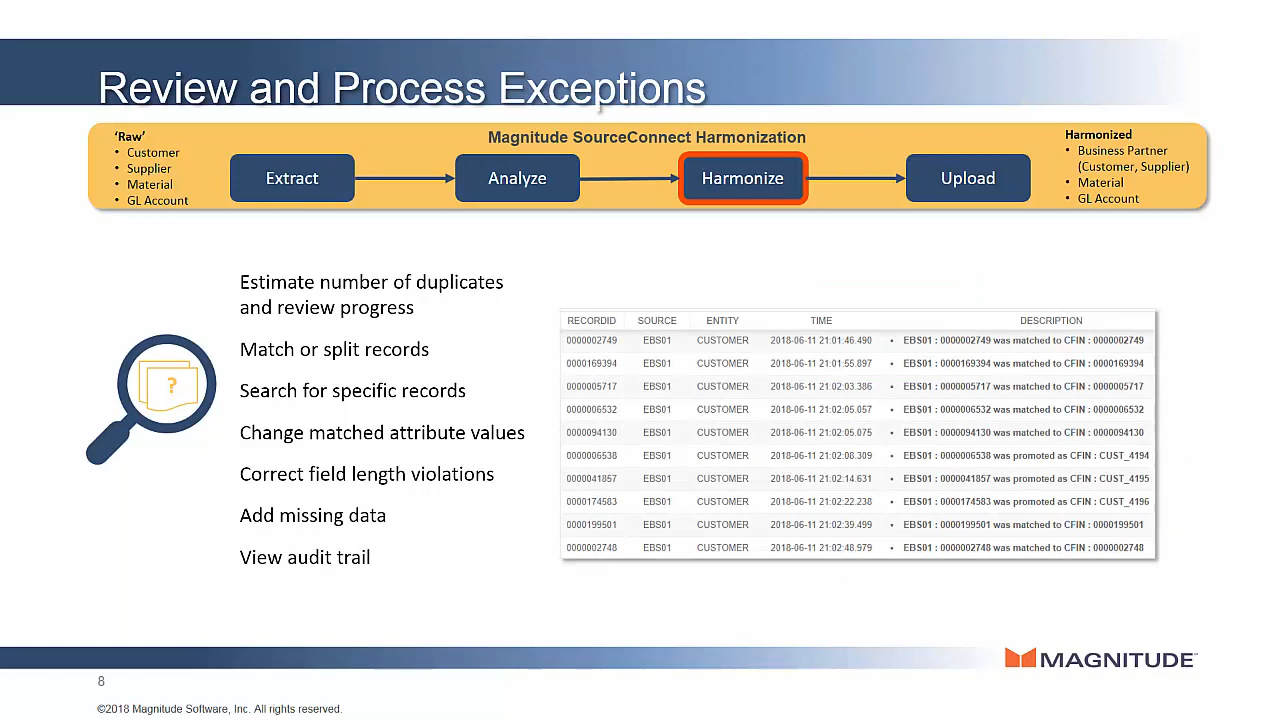 Review and Process Exceptions
Magnitude SourceConnect Harmonization
‘Raw’
• Customer
• Supplier
• Material
• GL Account
Extract
Analyze
Harmonize
Upload
Harmonized
• Business Partner
(Customer, Supplier)
• Material
• GL Account
Estimate number of duplicates
and review progress
Match or split records
Search for specific records
Change matched attribute values
Correct field length violations
Add missing data
View audit trail
?
RECORDID SOURCE ENTITY TIME DESCRIPTION
0000002749 EBS01 CUSTOMER 2018-06-11 21:01:46.490 • EBS01 : 0000002749 was matched to CFIN : 0000002749
0000169394 EBS01 CUSTOMER 2018-06-11 21:01:55.897 • EBS01 : 0000169394 was matched to CFIN : 0000169394
0000005717 EBS01 CUSTOMER 2018-06-11 21:02:03.386 • EBS01 : 0000005717 was matched to CFIN : 0000005717
0000006532 EBS01 CUSTOMER 2018-06-11 21:02:05.057 • EBS01 : 0000006532 was matched to CFIN : 0000006532
0000094130 EBS01 CUSTOMER 2018-06-11 21:02:05.075 • EBS01 : 0000094130 was matched to CFIN : 0000094130
0000006538 EBS01 CUSTOMER 2018-06-11 21:02:08.309 • EBS01 : 0000006538 was promoted as CFIN : CUST_4194
0000041857 EBS01 CUSTOMER 2018-06-11 21:02:14.631 • EBS01 : 0000041857 was promoted as CFIN : CUST_4195
0000174583 EBS01 CUSTOMER 2018-06-11 21:02:22.238 • EBS01 : 0000174583 was promoted as CFIN : CUST_4196
0000199501 EBS01 CUSTOMER 2018-06-11 21:02:39.499 • EBS01 : 0000199501 was matched to CFIN : 0000199501
0000002748 EBS01 CUSTOMER 2018-06-11 21:02:48.979 • EBS01 : 0000002748 was matched to CFIN : 0000002748
MAGNITUDE™
8
©2018 Magnitude Software, Inc. All rights reserved.